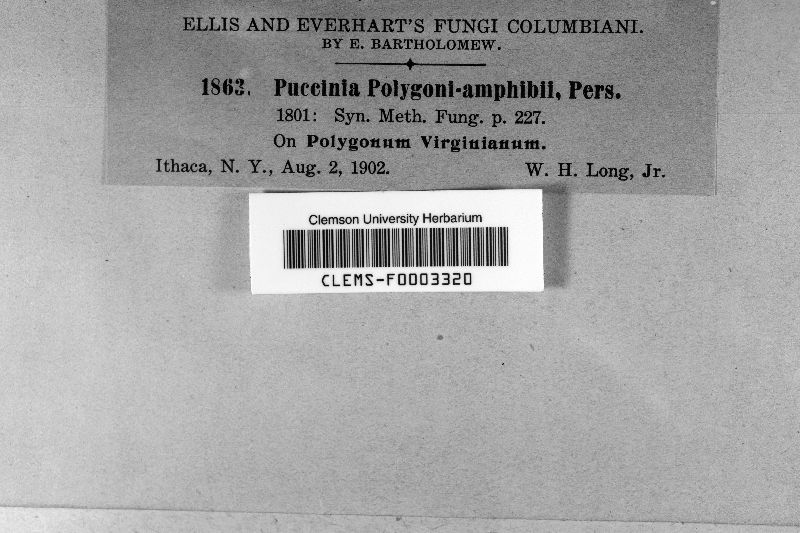 ELLIS AND EVERHART'S FUNGI COLUMBIANI.
BY E. BARTHOLOMEW.
1863. Puccinia Polygoni-amphibii, Pers.
1801: Syn. Meth. Fung. p. 227.
On Polygonum Virginianum.
Ithaca, N. Y., Aug. 2, 1902. W. H. Long, Jr.
Clemson University Herbarium
CLEMS-F0003320